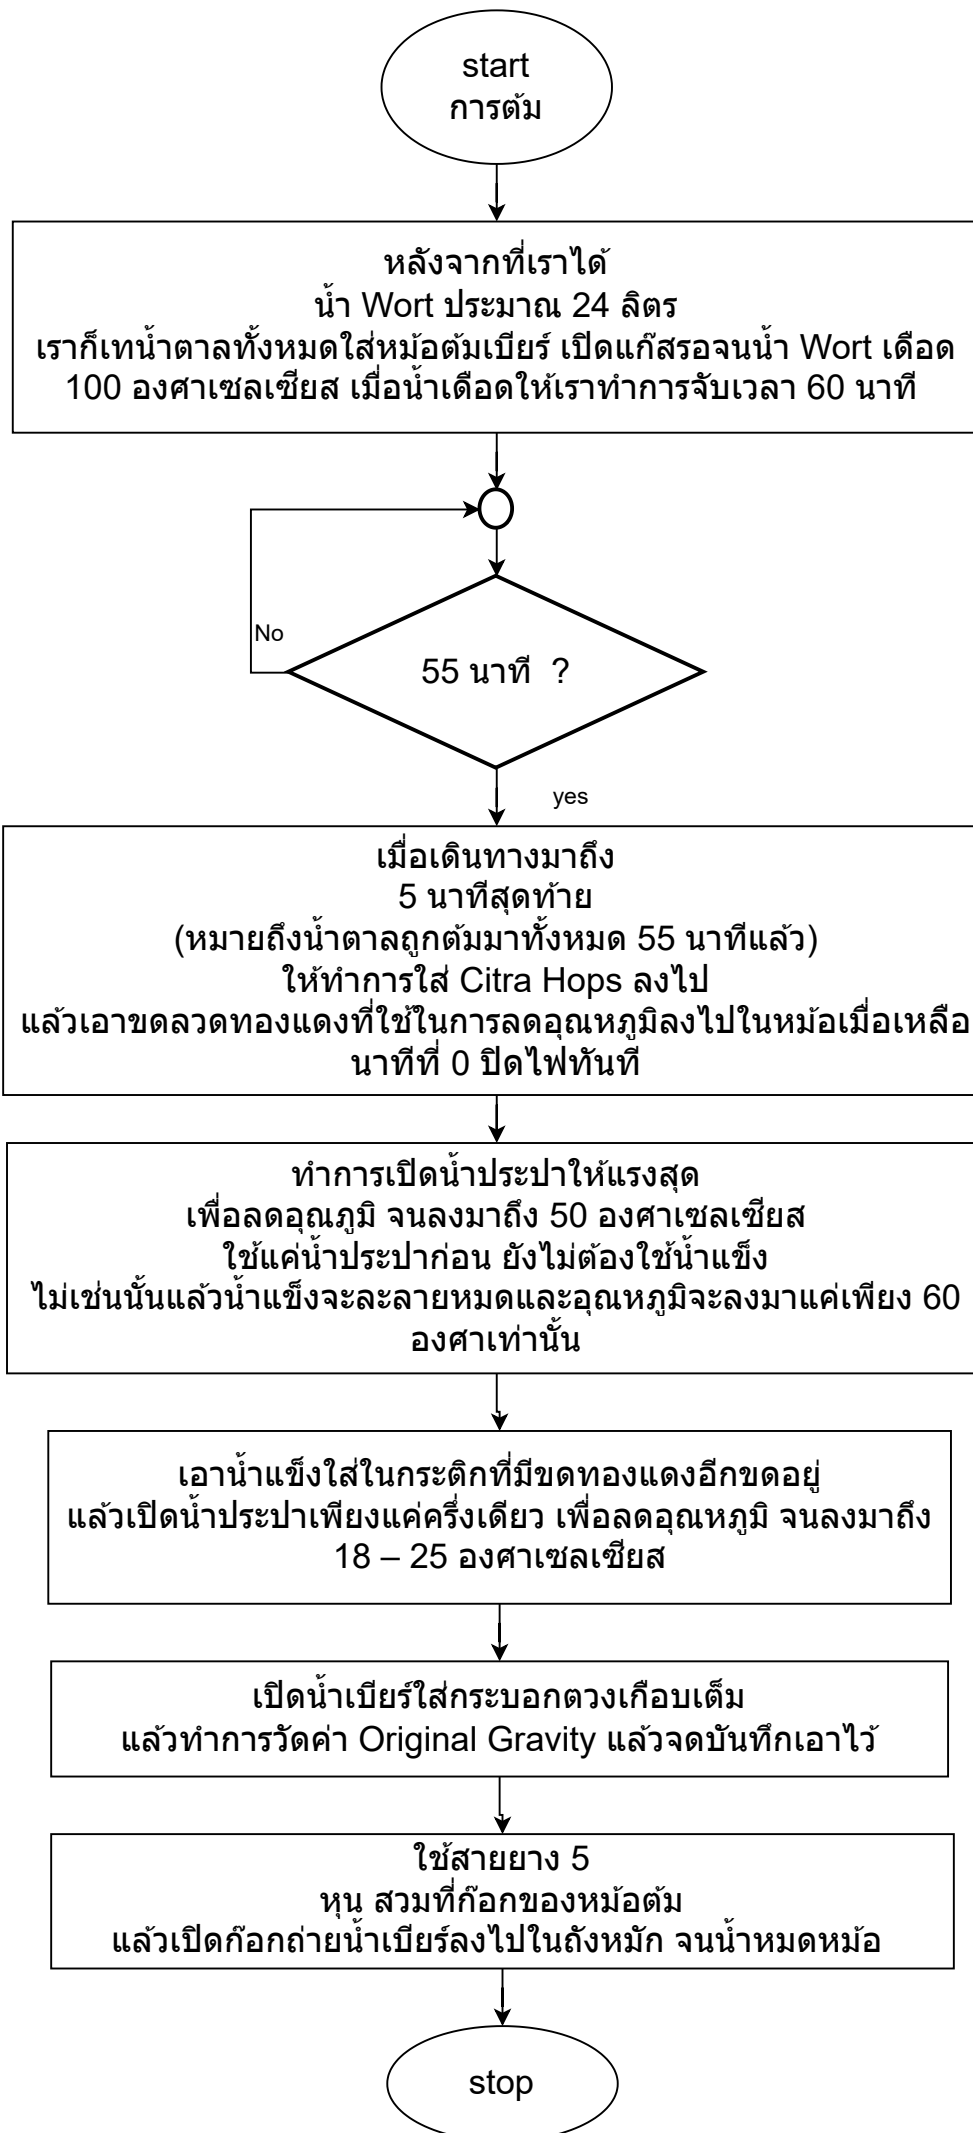 start
การต้ม
หลังจากที่เราได้
น้ำ Wort ประมาณ 24 ลิตร
เราก็เทน้ำตาลทั้งหมดใส่หม้อต้มเบียร์ เปิดแก๊สรอจนน้ำ Wort เดือด
100 องศาเซลเซียส เมื่อน้ำเดือดให้เราทำการจับเวลา 60 นาที
No
55 นาที ?
yes
เมื่อเดินทางมาถึง
5 นาทีสุดท้าย
(หมายถึงน้ำตาลถูกต้มมาทั้งหมด 55 นาทีแล้ว)
ให้ทำการใส่ Citra Hops ลงไป
แล้วเอาขดลวดทองแดงที่ใช้ในการลดอุณหภูมิลงไปในหม้อเมื่อเหลือ
นาทีที่ 0 ปิดไฟทันที
ทำการเปิดน้ำประปาให้แรงสุด
เพื่อลดอุณภูมิ จนลงมาถึง 50 องศาเซลเซียส
ใช้แค่น้ำประปาก่อน ยังไม่ต้องใช้น้ำแข็ง
ไม่เช่นนั้นแล้วน้ำแข็งจะละลายหมดและอุณหภูมิจะลงมาแค่เพียง 60
องศาเท่านั้น
เอาน้ำแข็งใส่ในกระติกที่มีขดทองแดงอีกขดอยู่
แล้วเปิดน้ำประปาเพียงแค่ครึ่งเดียว เพื่อลดอุณหภูมิ จนลงมาถึง
18 – 25 องศาเซลเซียส
เปิดน้ำเบียร์ใส่กระบอกตวงเกือบเต็ม
แล้วทำการวัดค่า Original Gravity แล้วจดบันทึกเอาไว้
ใช้สายยาง 5
หุน สวมที่ก๊อกของหม้อต้ม
แล้วเปิดก๊อกถ่ายน้ำเบียร์ลงไปในถังหมัก จนน้ำหมดหม้อ
stop